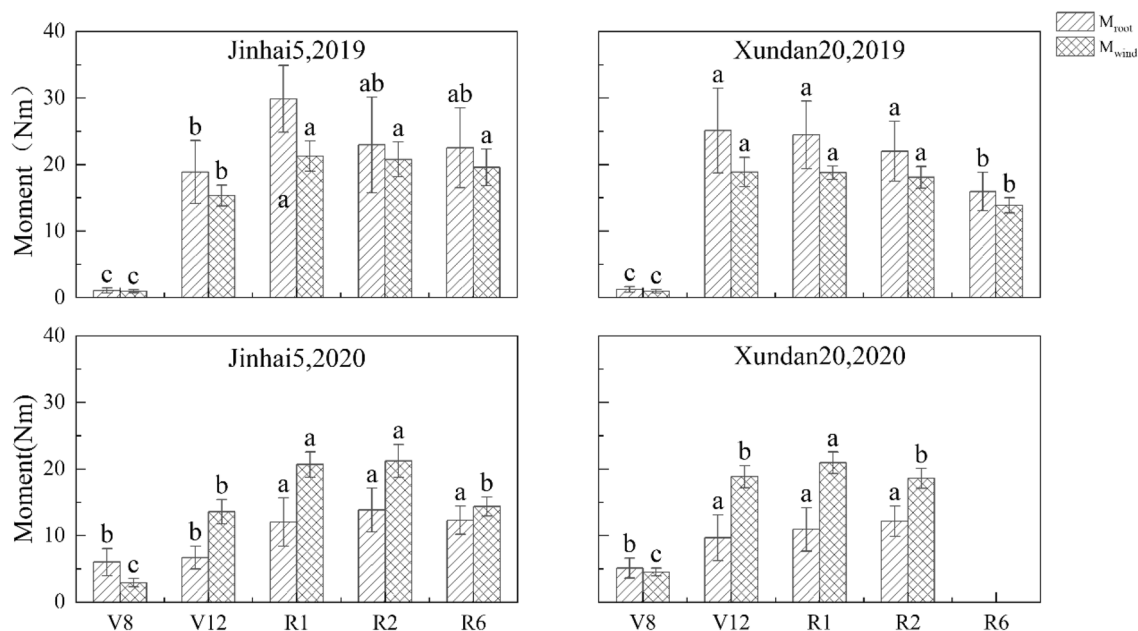 Jinhai5,2019
Xundan20,2019
M_root
M_wind
40
30
20
10
0
Moment（Nm）
c c b b a a ab a ab a
c c a a a a a a b b
Jinhai5,2020
Xundan20,2020
40
30
20
10
0
Moment(Nm)
b c b b a a a a a b
b c a b a a a b
V8 V12 R1 R2 R6
V8 V12 R1 R2 R6